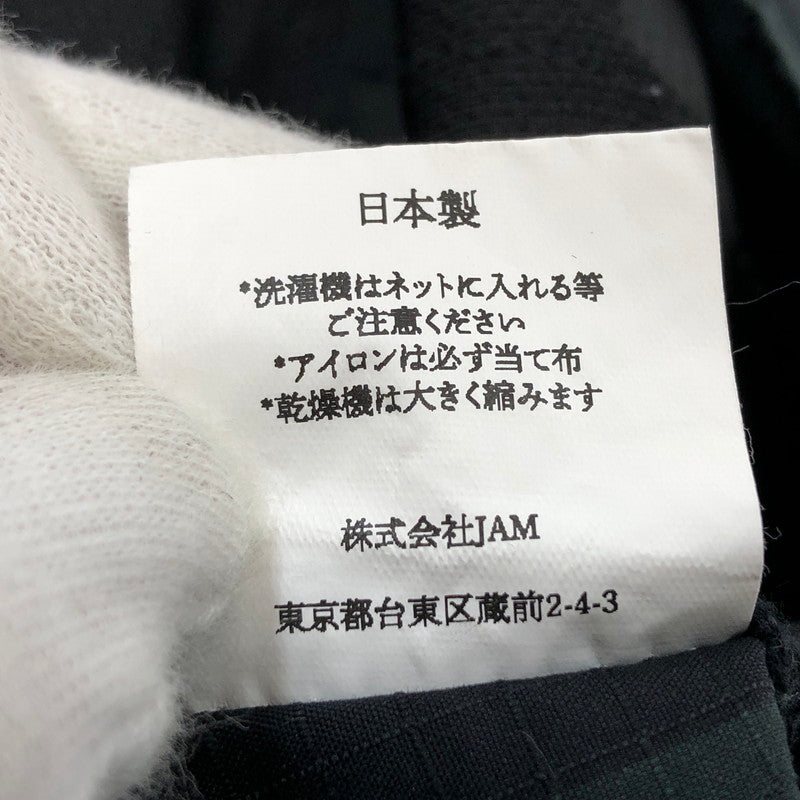 日本製
*洗濯機はネットに入れる等
ご注意ください
*アイロンは必ず当て布
*乾燥機は大きく縮みます
株式会社JAM
東京都台東区蔵前2-4-3